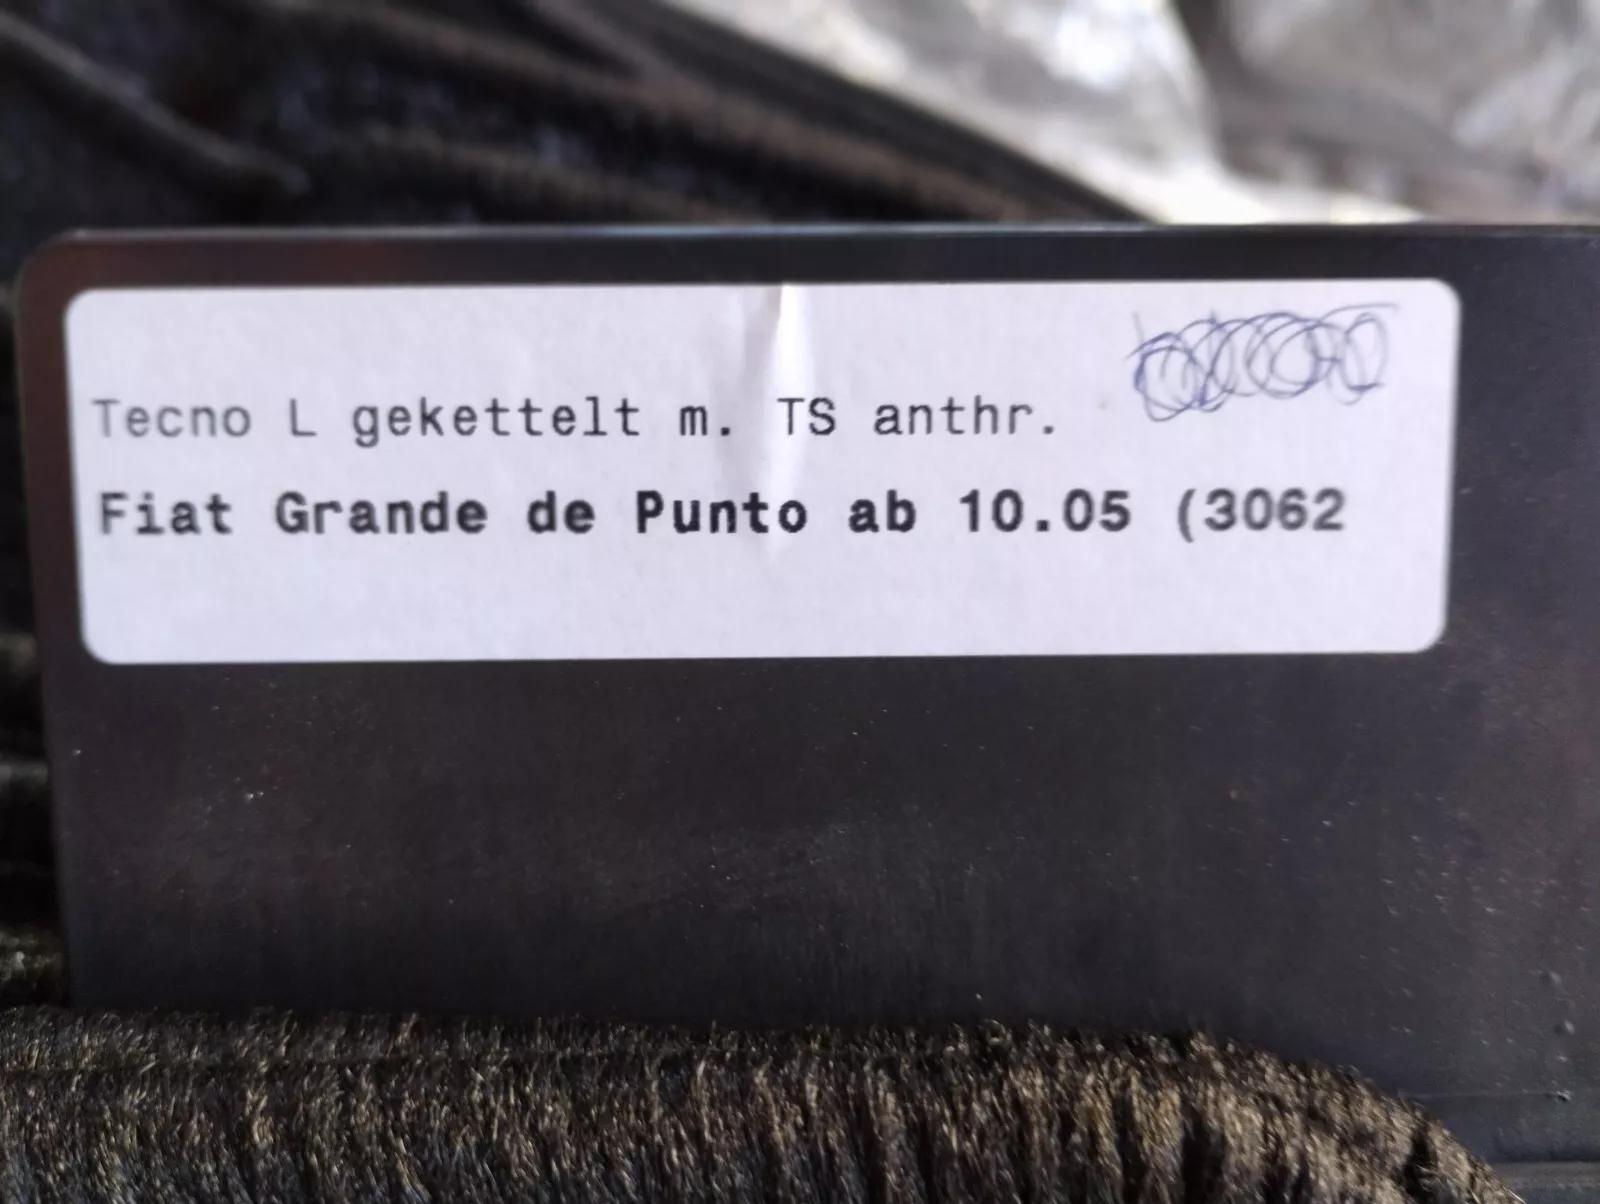 Tecno L gekettelt m. TS anthr.
Fiat Grande de Punto ab 10.05 (3062